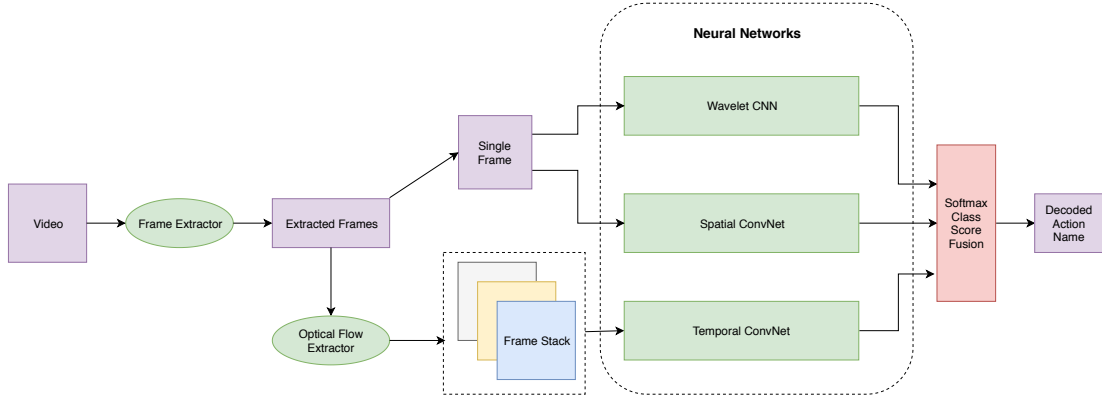 Neural Networks
Wavelet CNN
Single
Frame
Video
Frame Extractor
Extracted Frames
Spatial ConvNet
Softmax
Class
Score
Fusion
Decoded
Action
Name
Optical Flow
Extractor
Frame Stack
Temporal ConvNet